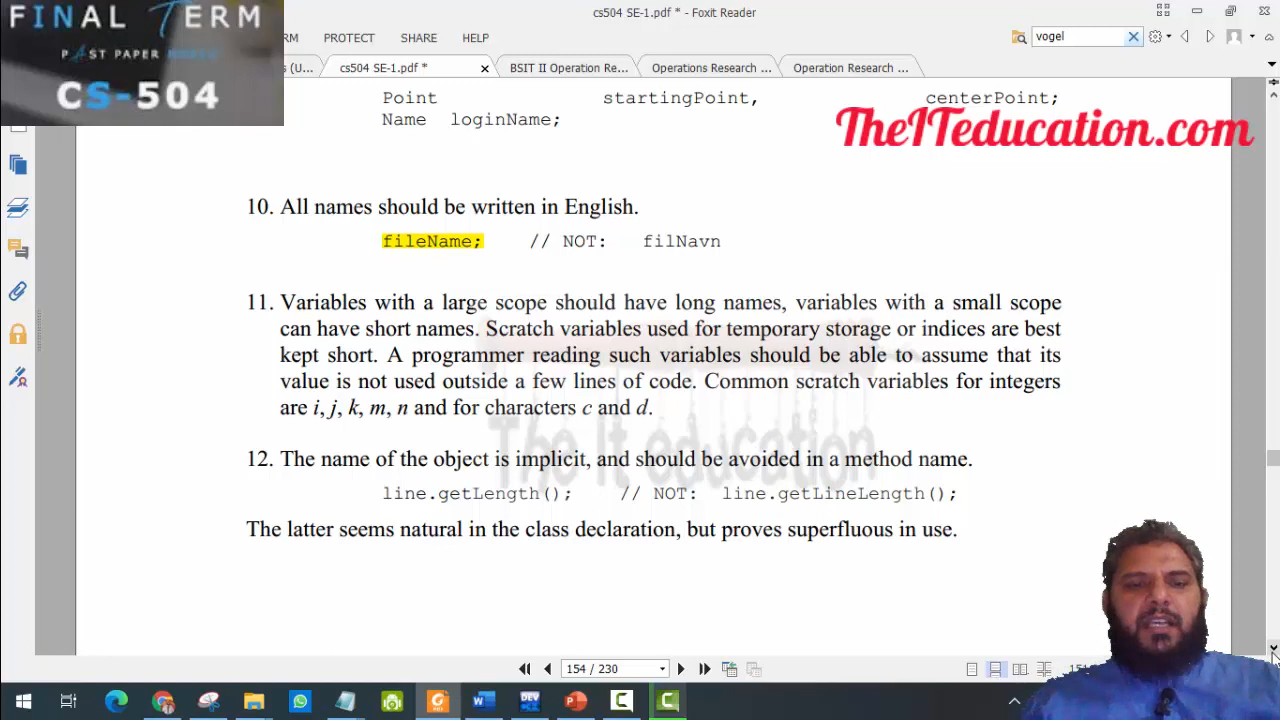 FINAL TERM
PAST PAPER
CS-504
cs504 SE-1.pdf * - Foxit Reader
RM PROTECT SHARE HELP
vogel
s (U... cs504 SE-1.pdf * BSIT II Operation Re... Operations Research ... Operation Research ...
Point startingPoint, centerPoint;
Name loginName;
TheITeducation.com
10. All names should be written in English.
fileName; // NOT: filNavn
11. Variables with a large scope should have long names, variables with a small scope
can have short names. Scratch variables used for temporary storage or indices are best
kept short. A programmer reading such variables should be able to assume that its
value is not used outside a few lines of code. Common scratch variables for integers
are i, j, k, m, n and for characters c and d.
The It education
12. The name of the object is implicit, and should be avoided in a method name.
line.getLength(); // NOT: line.getLineLength();
The latter seems natural in the class declaration, but proves superfluous in use.
154 / 230